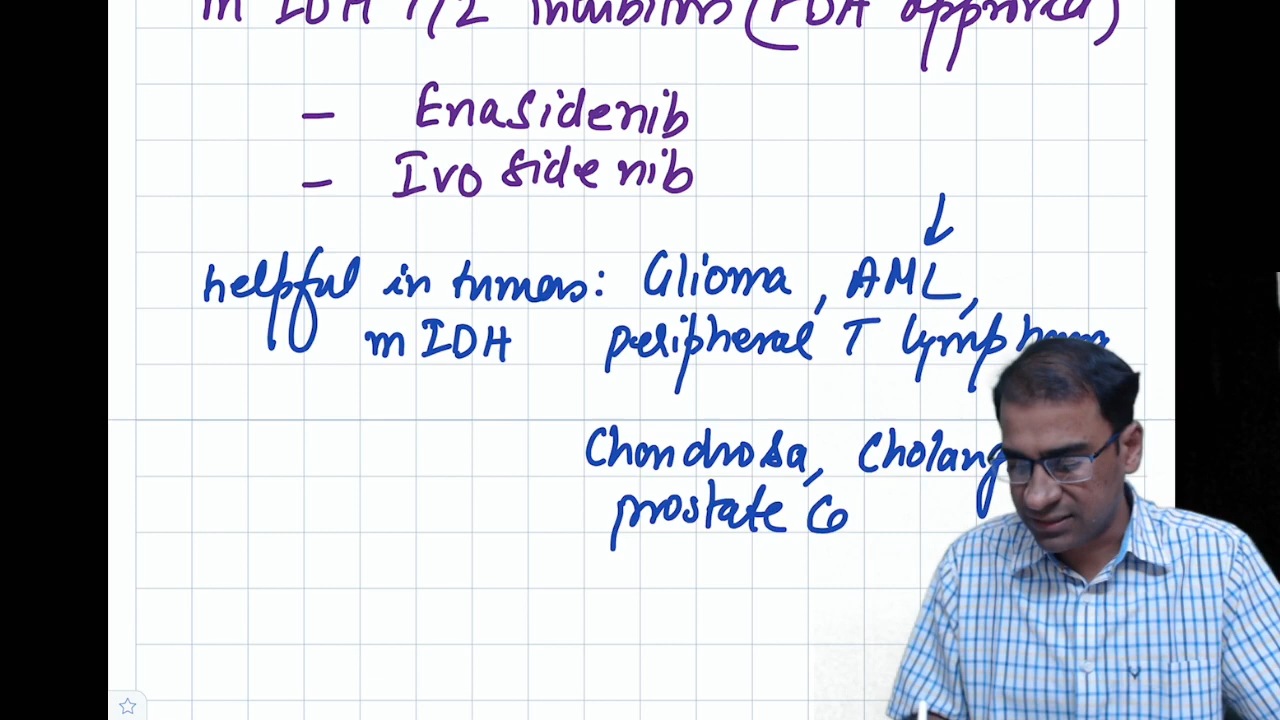 m IDH 1/2 inhibitors (FDA approved)
- Enasidenib
- Ivosidenib
helpful in tumors: Glioma, AML,
m IDH peripheral T lymphoma
Chondrosa, Cholang
prostate Ca